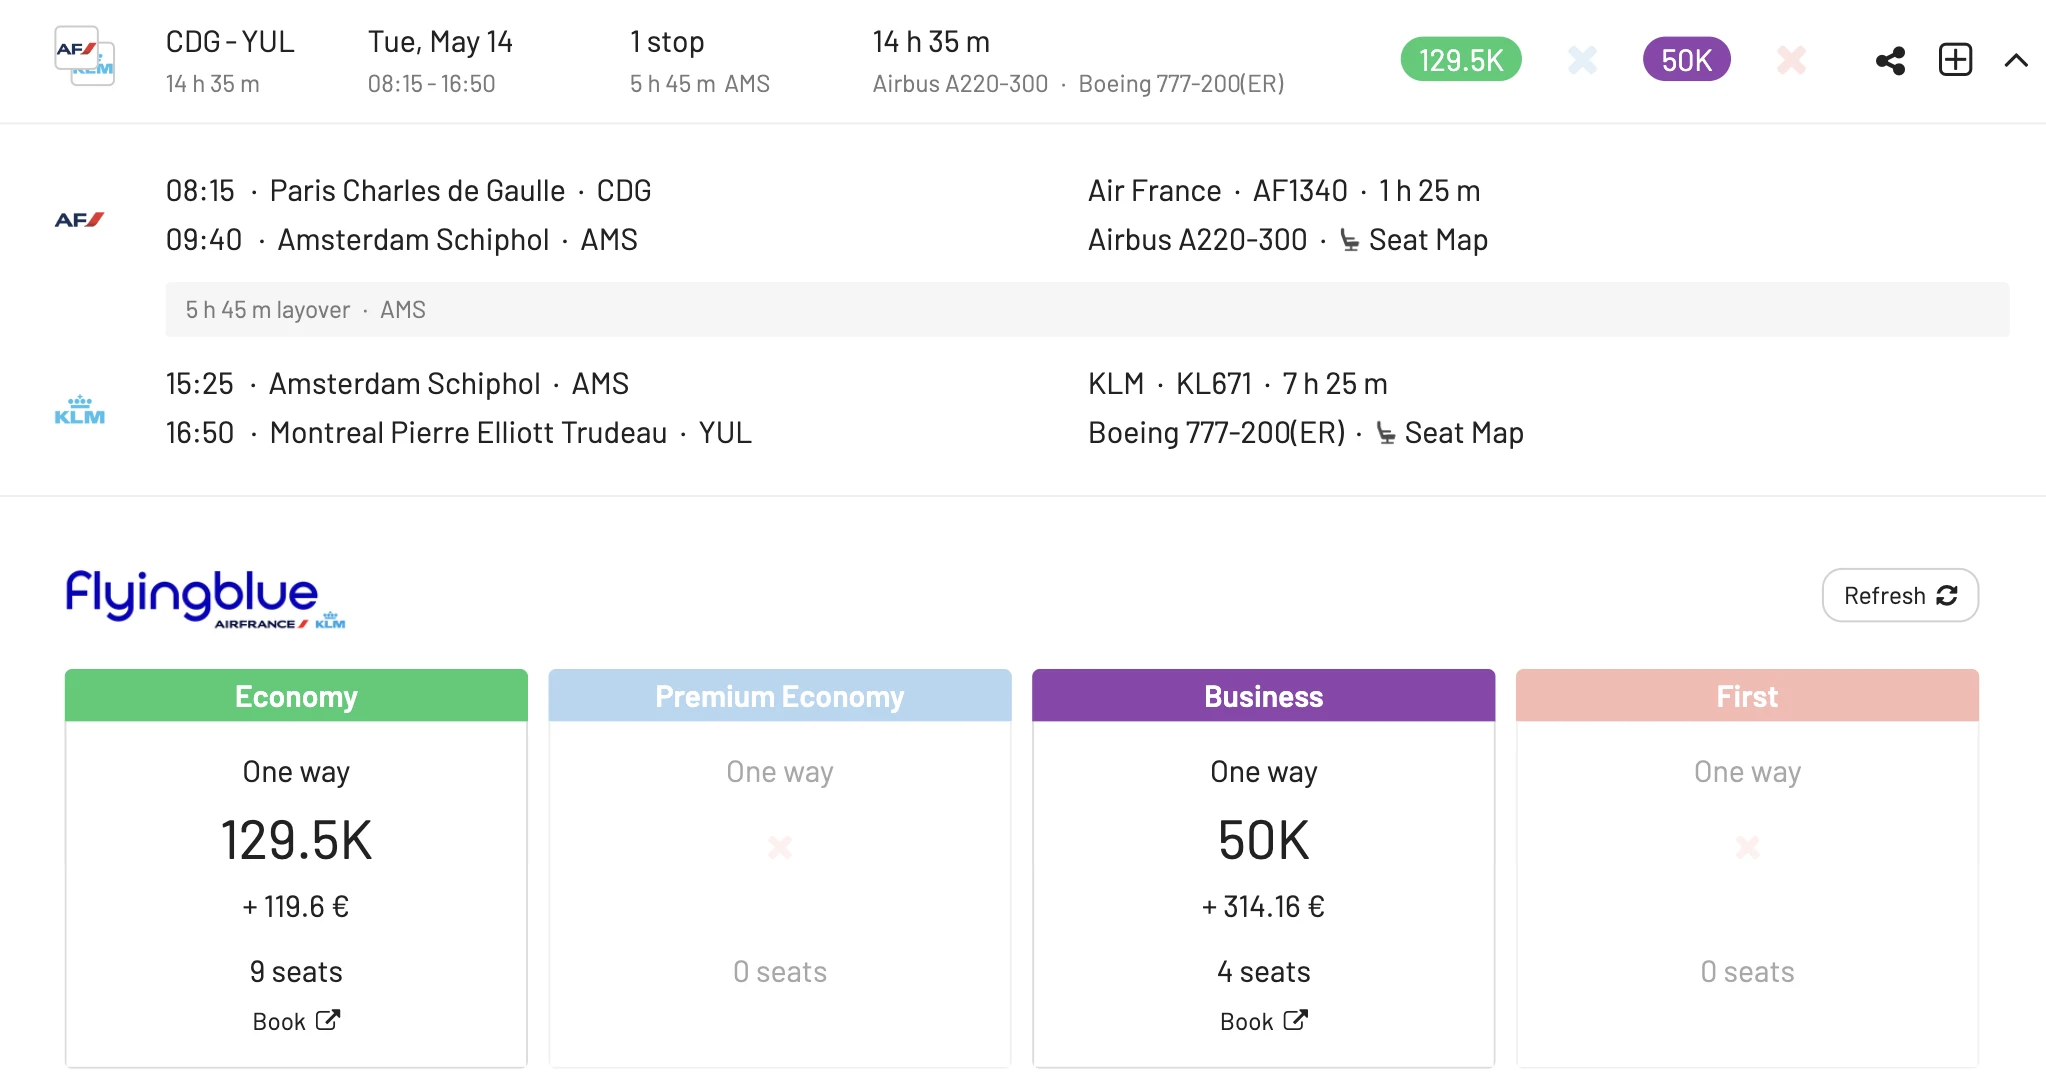 AF KLM CDG - YUL Tue, May 14 1 stop 14 h 35 m 129.5K 50K
14 h 35 m 08:15 - 16:50 5 h 45 m AMS Airbus A220-300 · Boeing 777-200(ER)
08:15 · Paris Charles de Gaulle · CDG Air France · AF1340 · 1 h 25 m
AF
09:40 · Amsterdam Schiphol · AMS Airbus A220-300 · Seat Map
5 h 45 m layover · AMS
15:25 · Amsterdam Schiphol · AMS KLM · KL671 · 7 h 25 m
KLM
16:50 · Montreal Pierre Elliott Trudeau · YUL Boeing 777-200(ER) · Seat Map
Flyingblue Refresh
AIRFRANCE KLM
Economy Premium Economy Business First
One way One way One way One way
129.5K 50K
+ 119.6 € + 314.16 €
9 seats 0 seats 4 seats 0 seats
Book Book